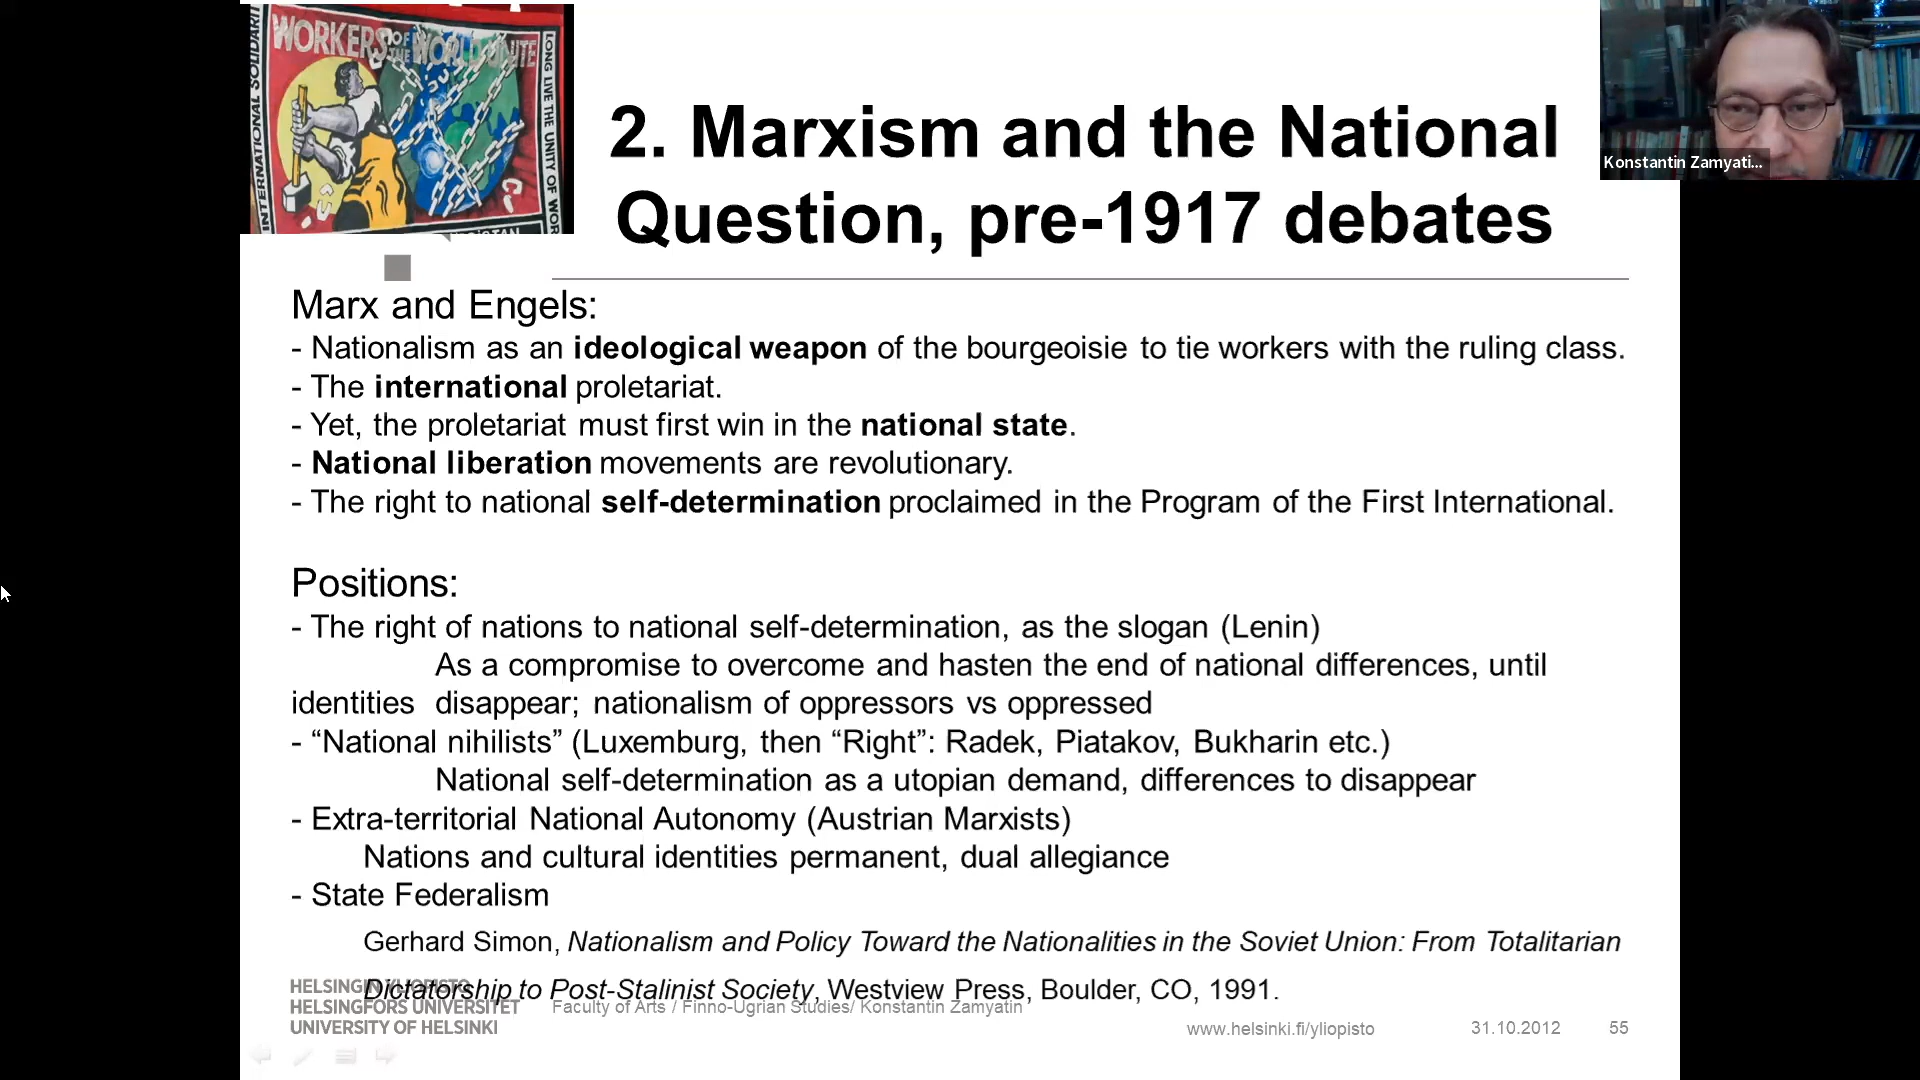 INTERNATIONAL SOLIDARIT
WORKERS OF THE WORLD UNITE
LONG LIVE THE UNITY OF WOR
2. Marxism and the National
Question, pre-1917 debates
Konstantin Zamyati...
Marx and Engels:
- Nationalism as an ideological weapon of the bourgeoisie to tie workers with the ruling class.
- The international proletariat.
- Yet, the proletariat must first win in the national state.
- National liberation movements are revolutionary.
- The right to national self-determination proclaimed in the Program of the First International.
Positions:
- The right of nations to national self-determination, as the slogan (Lenin)
As a compromise to overcome and hasten the end of national differences, until
identities disappear; nationalism of oppressors vs oppressed
- “National nihilists” (Luxemburg, then “Right”: Radek, Piatakov, Bukharin etc.)
National self-determination as a utopian demand, differences to disappear
- Extra-territorial National Autonomy (Austrian Marxists)
Nations and cultural identities permanent, dual allegiance
- State Federalism
Gerhard Simon, Nationalism and Policy Toward the Nationalities in the Soviet Union: From Totalitarian
Dictatorship to Post-Stalinist Society, Westview Press, Boulder, CO, 1991.
HELSINGIN YLIOPISTO
HELSINGFORS UNIVERSITET
UNIVERSITY OF HELSINKI
Faculty of Arts / Finno-Ugrian Studies/ Konstantin Zamyatin
www.helsinki.fi/yliopisto
31.10.2012
55